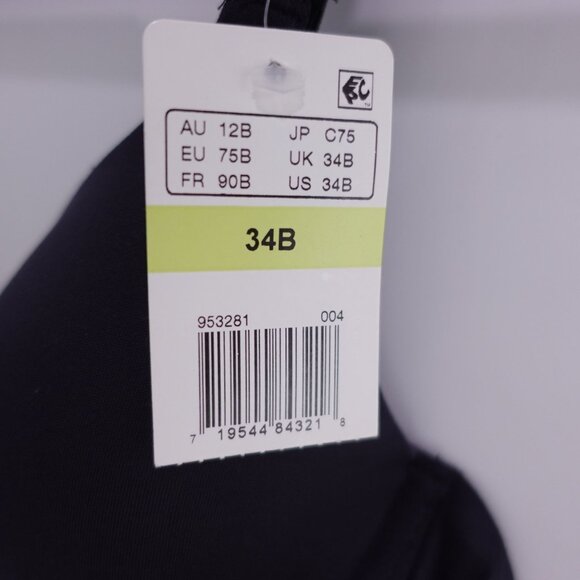 AU 12B JP C75
EU 75B UK 34B
FR 90B US 34B
34B
953281 004
7 19544 84321 8